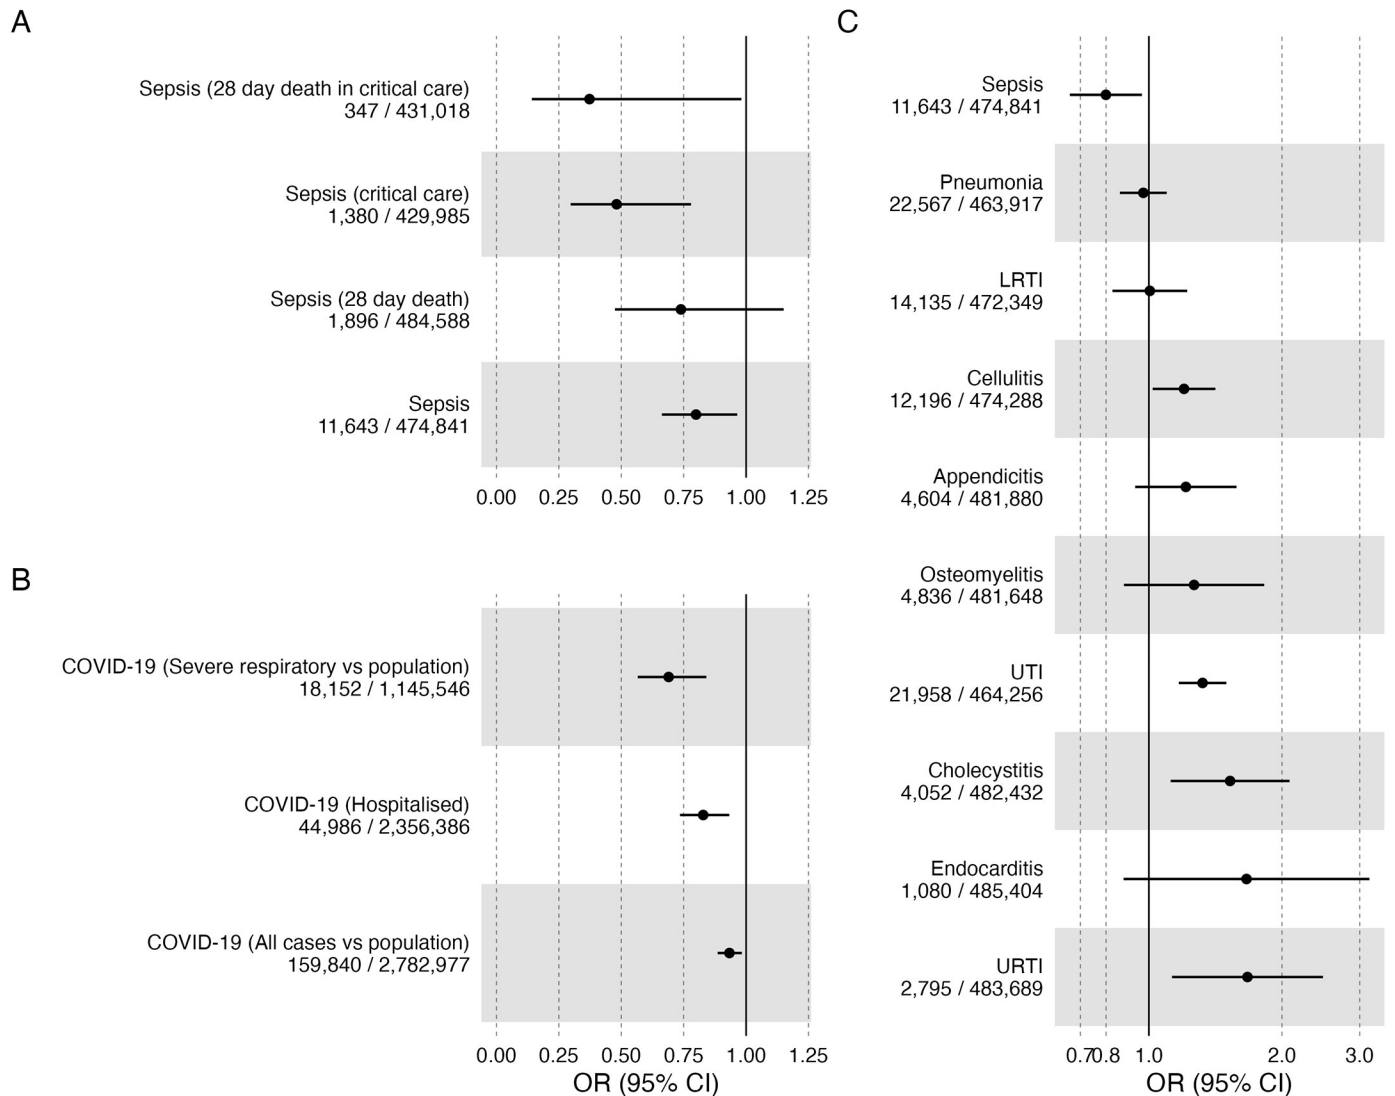 A
Sepsis (28 day death in critical care)
347 / 431,018
Sepsis (critical care)
1,380 / 429,985
Sepsis (28 day death)
1,896 / 484,588
Sepsis
11,643 / 474,841
0.00 0.25 0.50 0.75 1.00 1.25
B
COVID-19 (Severe respiratory vs population)
18,152 / 1,145,546
COVID-19 (Hospitalised)
44,986 / 2,356,386
COVID-19 (All cases vs population)
159,840 / 2,782,977
0.00 0.25 0.50 0.75 1.00 1.25
OR (95% CI)
C
Sepsis
11,643 / 474,841
Pneumonia
22,567 / 463,917
LRTI
14,135 / 472,349
Cellulitis
12,196 / 474,288
Appendicitis
4,604 / 481,880
Osteomyelitis
4,836 / 481,648
UTI
21,958 / 464,256
Cholecystitis
4,052 / 482,432
Endocarditis
1,080 / 485,404
URTI
2,795 / 483,689
0.7 0.8 1.0 2.0 3.0
OR (95% CI)